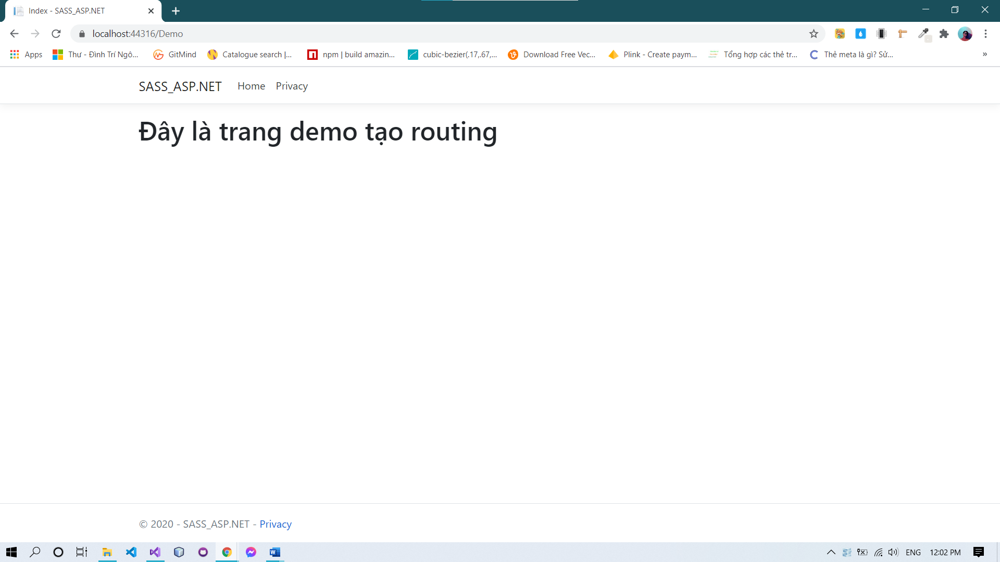 Index - SASS_ASP.NET
localhost:44316/Demo
Apps
Thư - Đình Trí Ngô...
GitMind
Catalogue search |...
npm | build amazin...
cubic-bezier(.17,.67,...
Download Free Vec...
Plink - Create paym...
Tổng hợp các thẻ tr...
Thẻ meta là gì? Sử...
»
SASS_ASP.NET
Home
Privacy
Đây là trang demo tạo routing
© 2020 - SASS_ASP.NET - Privacy
ENG
12:02 PM